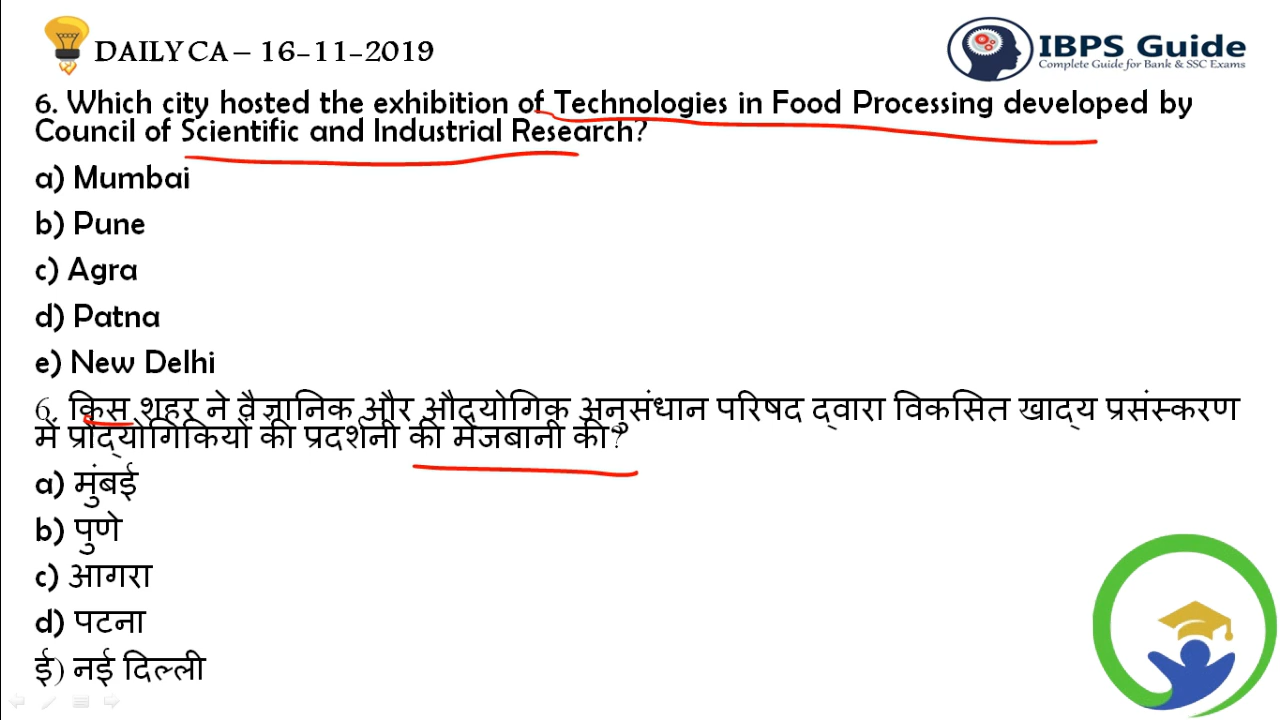 DAILY CA – 16-11-2019
IBPS Guide
Complete Guide for Bank & SSC Exams
6. Which city hosted the exhibition of Technologies in Food Processing developed by
Council of Scientific and Industrial Research?
a) Mumbai
b) Pune
c) Agra
d) Patna
e) New Delhi
6. किस शहर ने वैज्ञानिक और औद्योगिक अनुसंधान परिषद द्वारा विकसित खाद्य प्रसंस्करण
में प्रौद्योगिकियों की प्रदर्शनी की मेजबानी की?
a) मुंबई
b) पुणे
c) आगरा
d) पटना
ई) नई दिल्ली